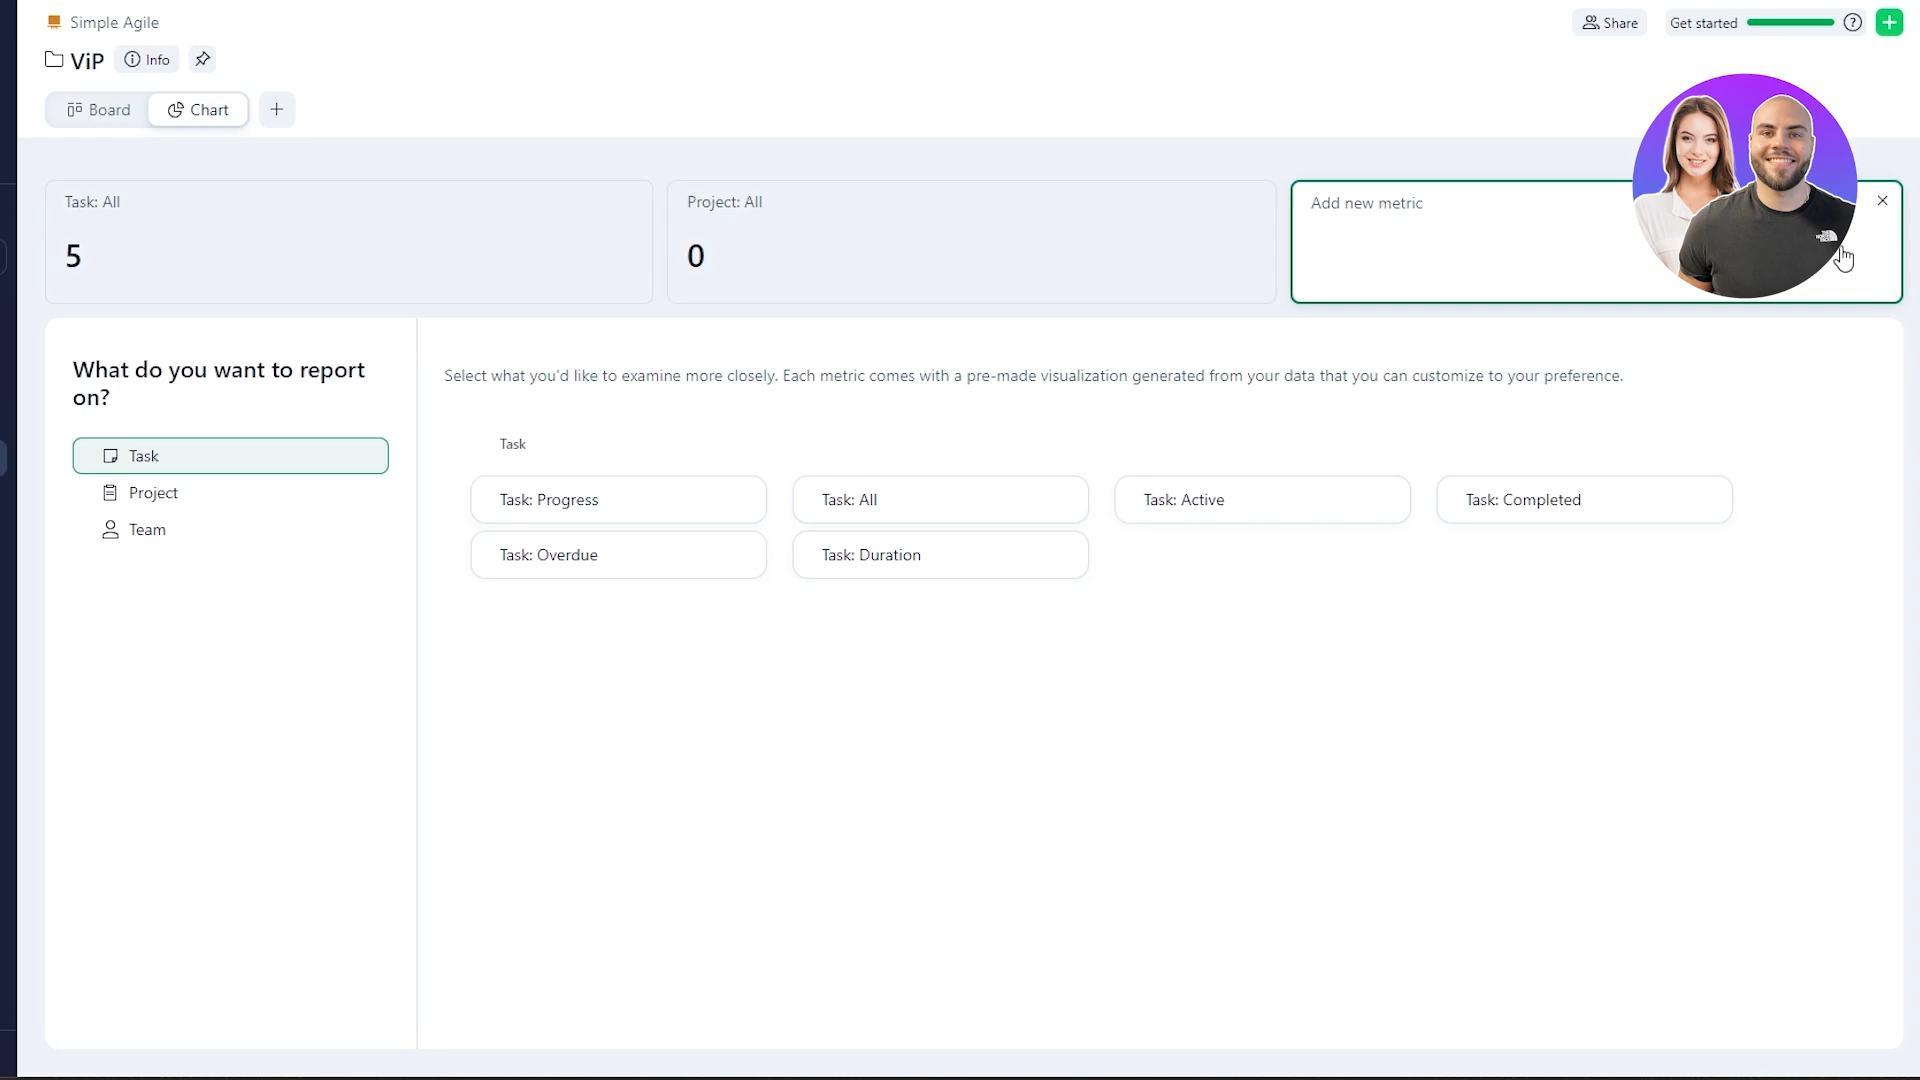 Simple Agile
Share
Get started
ViP
Info
Board
Chart
Task: All
5
Project: All
0
Add new metric
What do you want to report
on?
Task
Project
Team
Select what you'd like to examine more closely. Each metric comes with a pre-made visualization generated from your data that you can customize to your preference.
Task
Task: Progress
Task: All
Task: Active
Task: Completed
Task: Overdue
Task: Duration